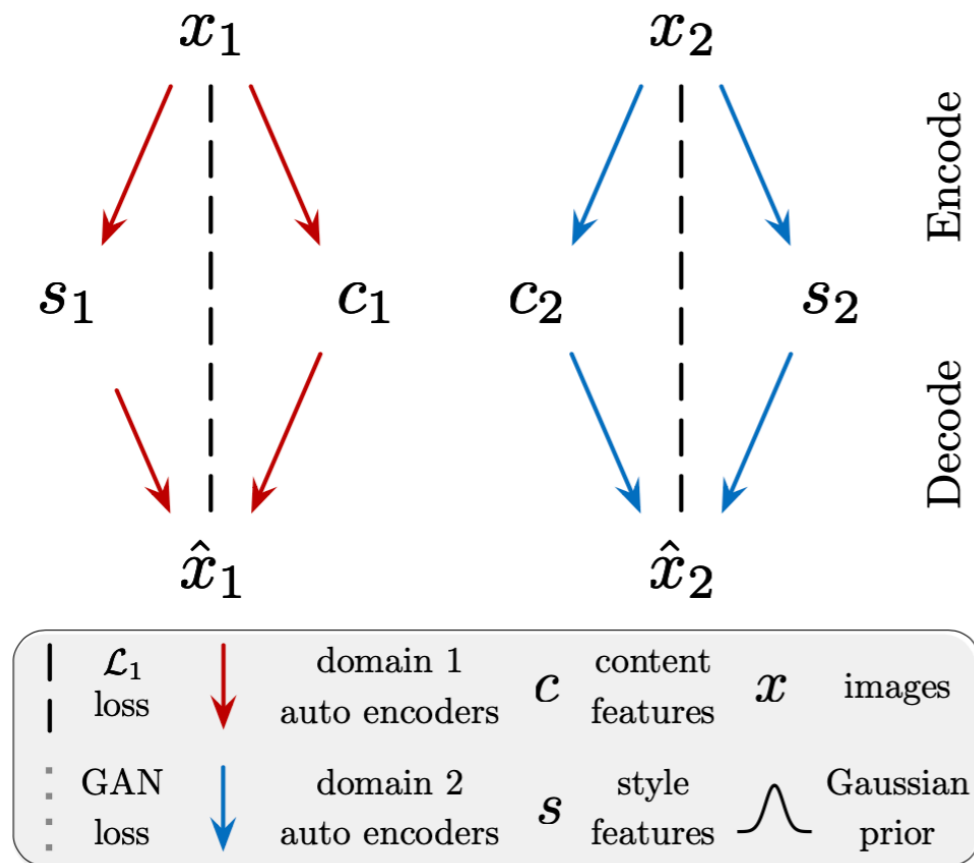 x₁ x₂
Encode
s₁ c₁ c₂ s₂
Decode
x̂₁ x̂₂
ℒ₁ domain 1 content
loss auto encoders c features x images
GAN domain 2 style Gaussian
loss auto encoders s features prior